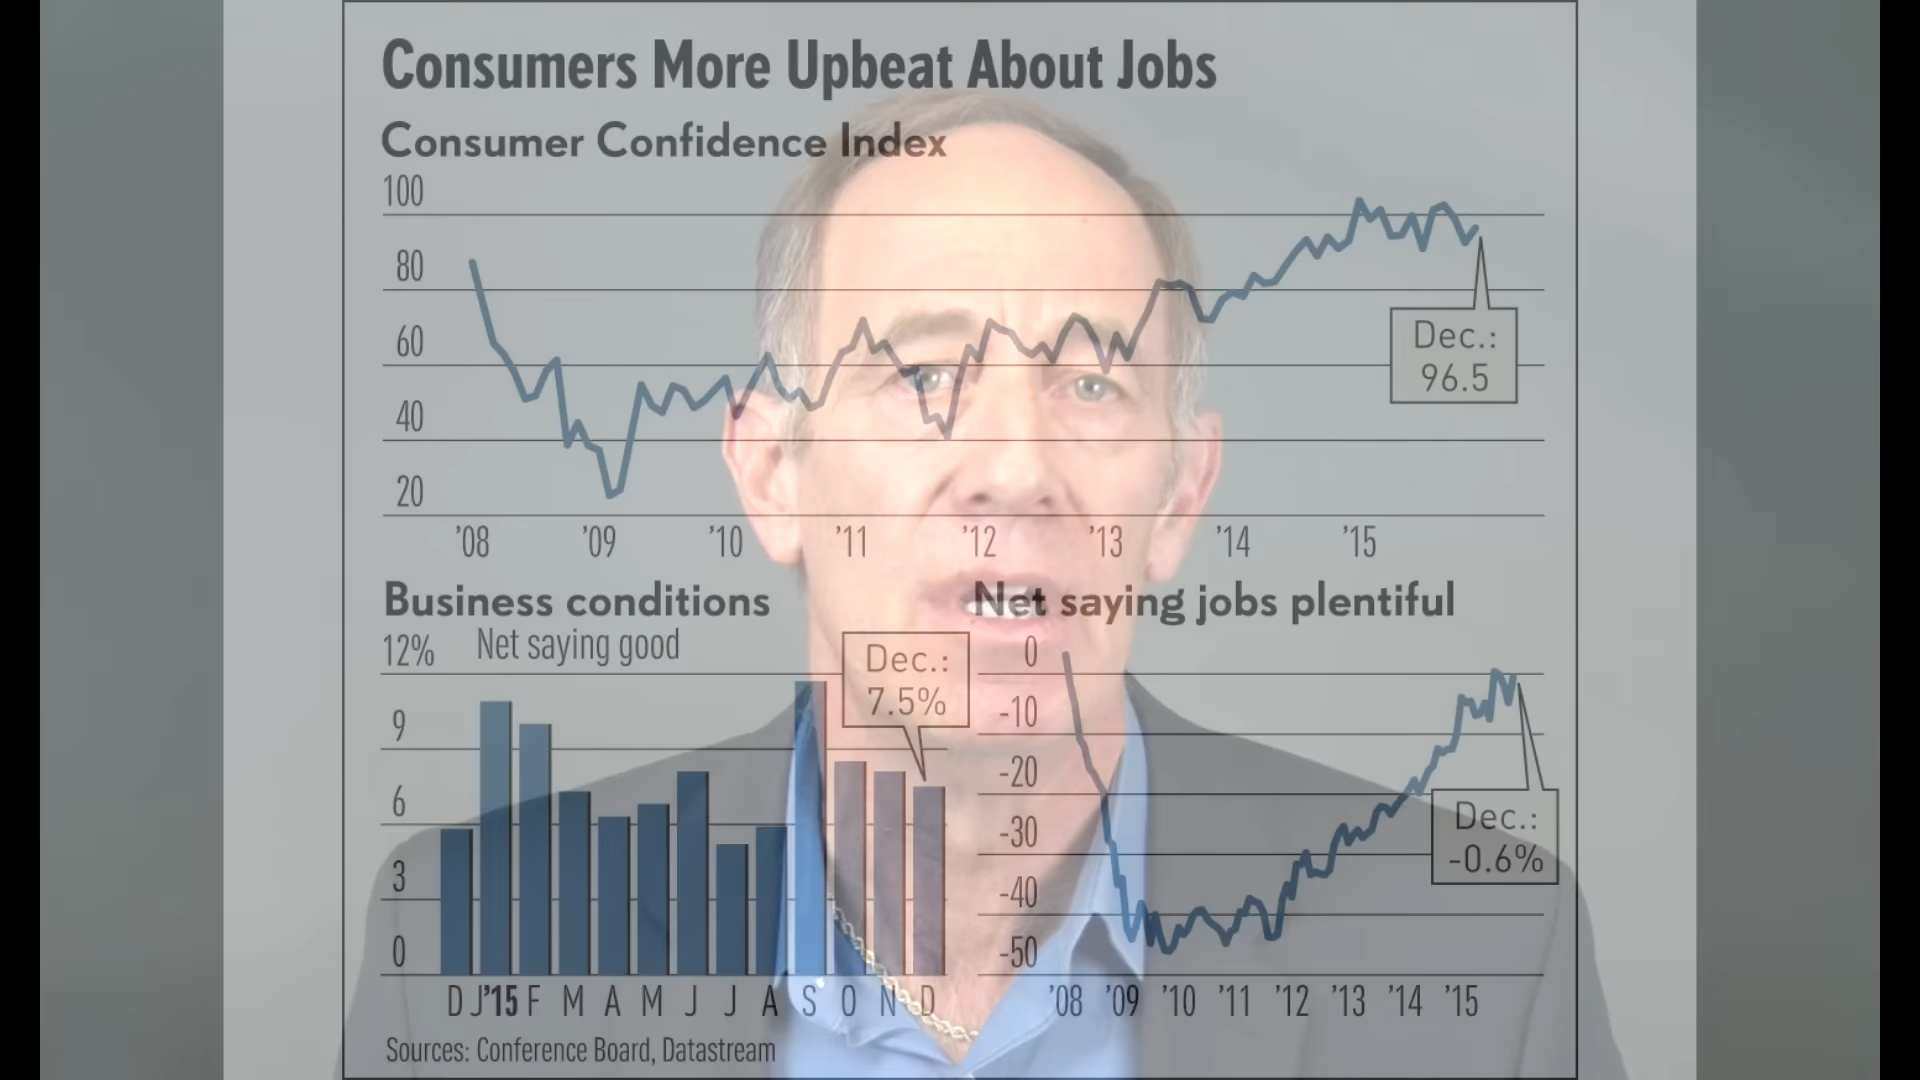 Consumers More Upbeat About Jobs
Consumer Confidence Index
100
80
60
40
20
Dec.:
96.5
'08 '09 '10 '11 '12 '13 '14 '15
Business conditions
12% Net saying good
9
6
3
0
Dec.:
7.5%
D J'15 F M A M J J A S O N D
Net saying jobs plentiful
0
-10
-20
-30
-40
-50
Dec.:
-0.6%
'08 '09 '10 '11 '12 '13 '14 '15
Sources: Conference Board, Datastream